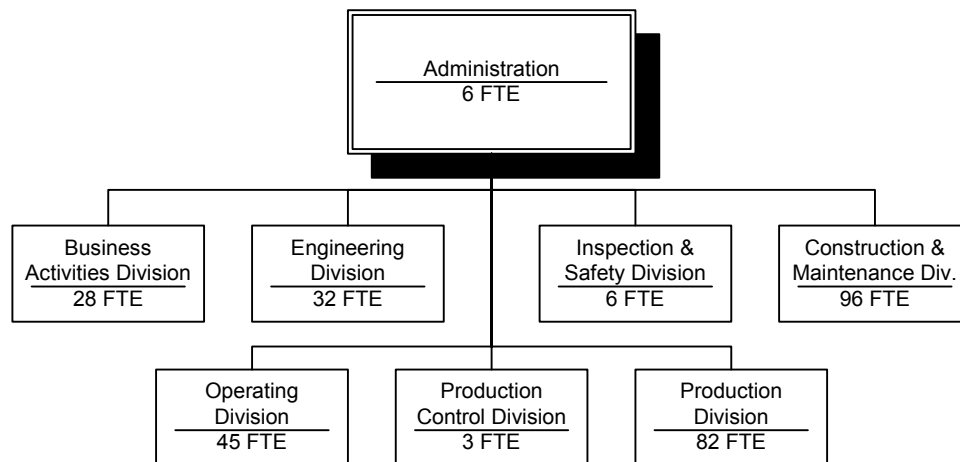 Administration
6 FTE
Business
Activities Division
28 FTE
Engineering
Division
32 FTE
Inspection &
Safety Division
6 FTE
Construction &
Maintenance Div.
96 FTE
Operating
Division
45 FTE
Production
Control Division
3 FTE
Production
Division
82 FTE